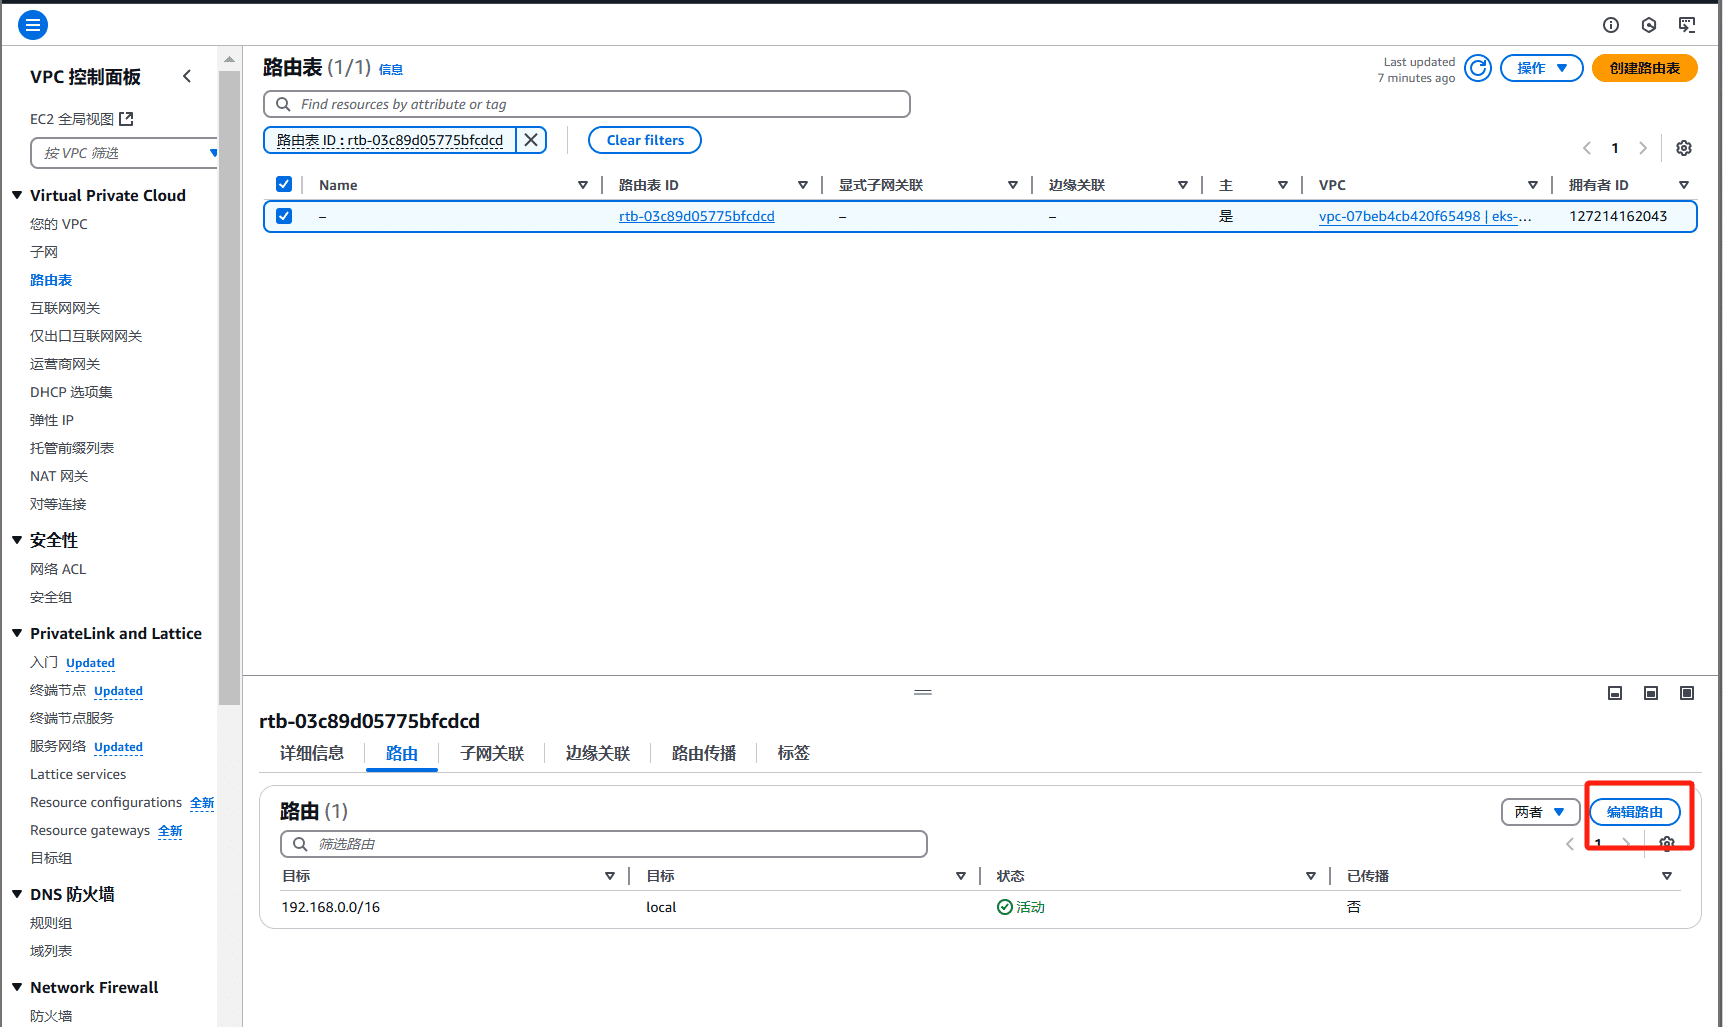 VPC 控制面板
EC2 全局视图
按 VPC 筛选
Virtual Private Cloud
您的 VPC
子网
路由表
互联网网关
仅出口互联网网关
运营商网关
DHCP 选项集
弹性 IP
托管前缀列表
NAT 网关
对等连接
安全性
网络 ACL
安全组
PrivateLink and Lattice
入门 Updated
终端节点 Updated
终端节点服务
服务网络 Updated
Lattice services
Resource configurations 全新
Resource gateways 全新
目标组
DNS 防火墙
规则组
域列表
Network Firewall
防火墙
路由表 (1/1) 信息
Last updated
7 minutes ago
操作
创建路由表
Find resources by attribute or tag
路由表 ID : rtb-03c89d05775bfcdcd
Clear filters
1
Name 路由表 ID 显式子网关联 边缘关联 主 VPC 拥有者 ID
– rtb-03c89d05775bfcdcd – – 是 vpc-07beb4cb420f65498 | eks-... 127214162043
rtb-03c89d05775bfcdcd
详细信息 路由 子网关联 边缘关联 路由传播 标签
路由 (1)
两者 编辑路由
筛选路由
1
目标 目标 状态 已传播
192.168.0.0/16 local 活动 否